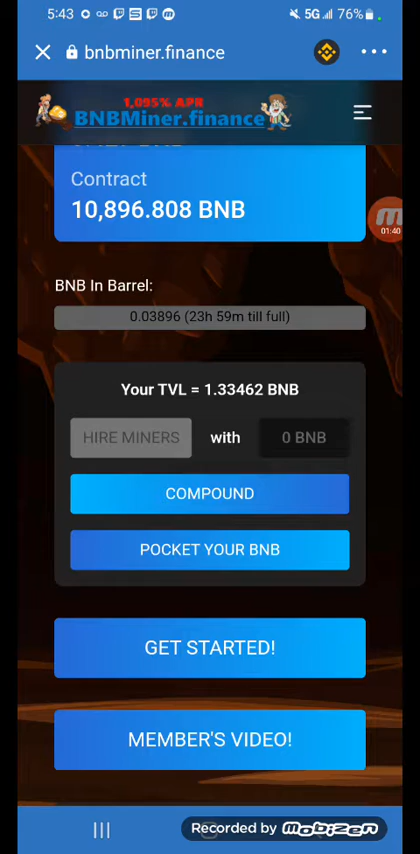 5:43
5G 76%
bnbminer.finance
1,095% APR
BNBMiner.finance
Contract
10,896.808 BNB
01:40
BNB In Barrel:
0.03896 (23h 59m till full)
Your TVL = 1.33462 BNB
HIRE MINERS with 0 BNB
COMPOUND
POCKET YOUR BNB
GET STARTED!
MEMBER'S VIDEO!
Recorded by mobizen